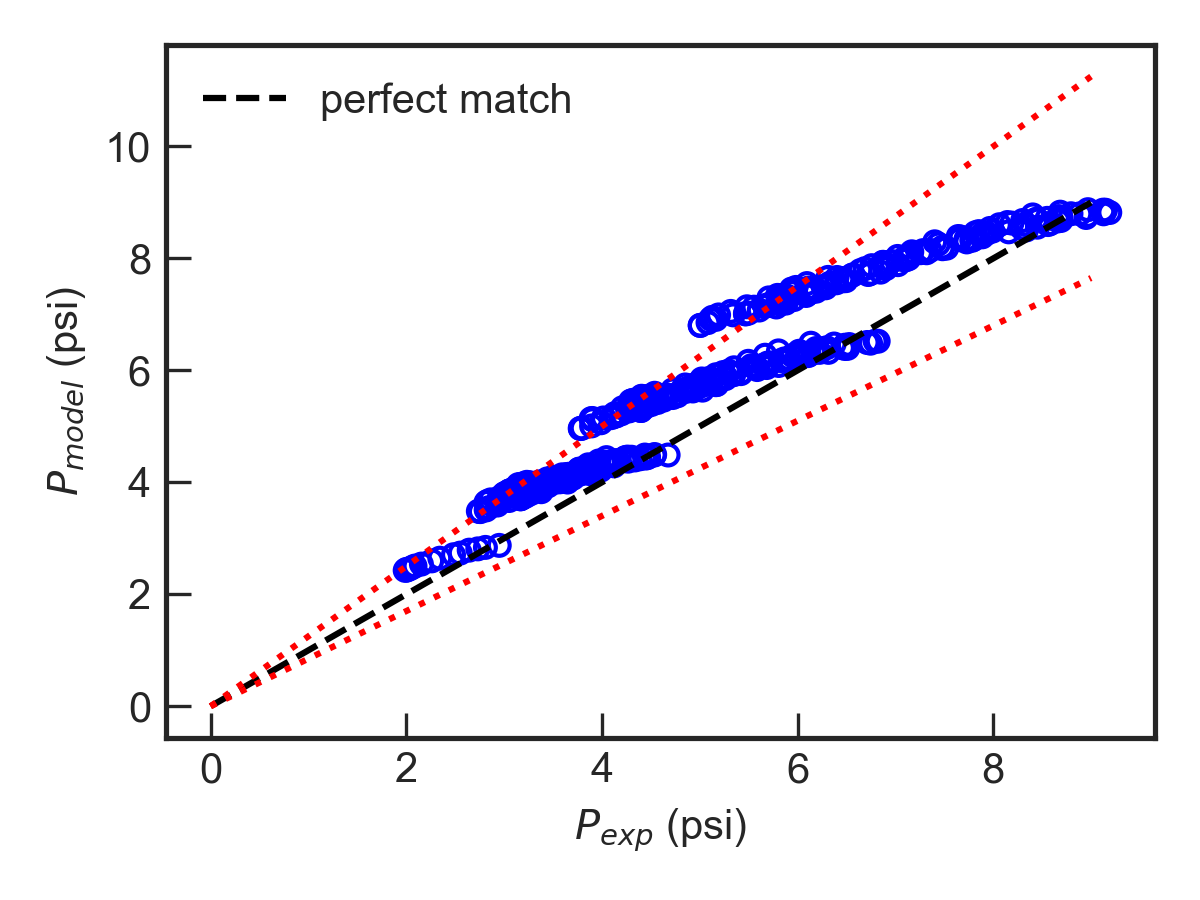 perfect match
10
8
6
4
2
0
P_model (psi)
0 2 4 6 8
P_exp (psi)